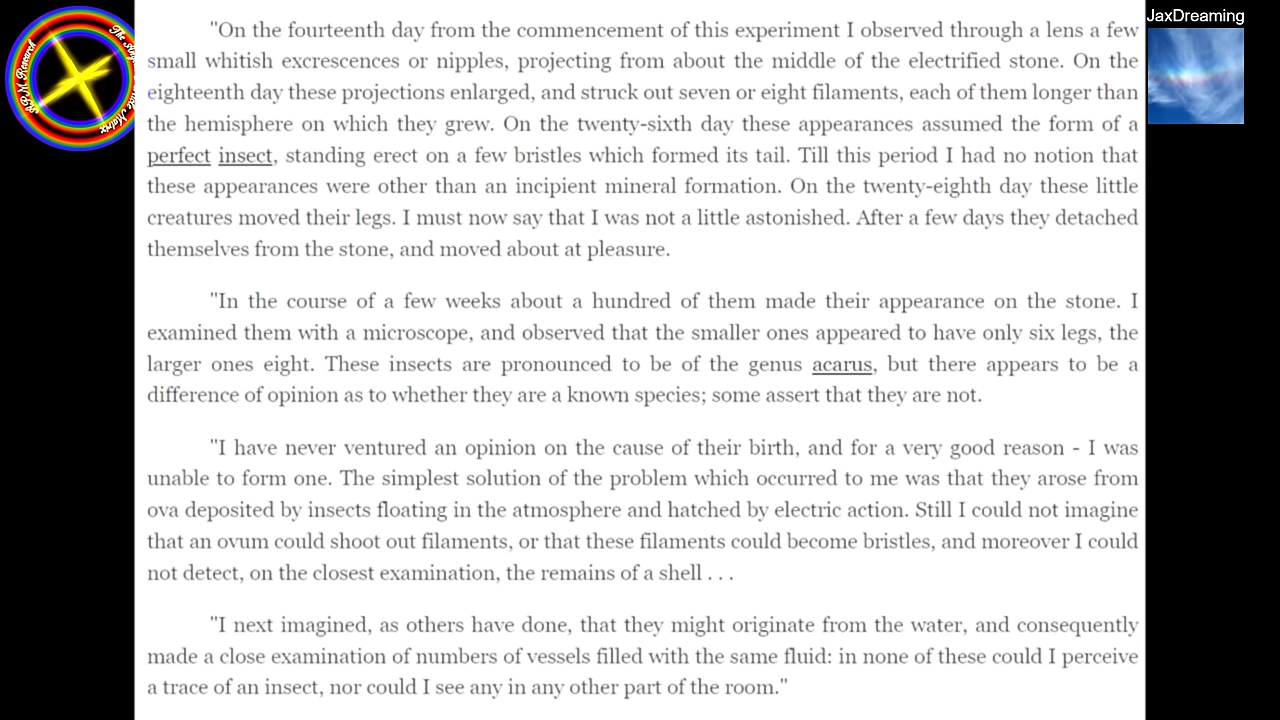 JaxDreaming
A.R.M Research
"On the fourteenth day from the commencement of this experiment I observed through a lens a few
small whitish excrescences or nipples, projecting from about the middle of the electrified stone. On the
eighteenth day these projections enlarged, and struck out seven or eight filaments, each of them longer than
the hemisphere on which they grew. On the twenty-sixth day these appearances assumed the form of a
perfect insect, standing erect on a few bristles which formed its tail. Till this period I had no notion that
these appearances were other than an incipient mineral formation. On the twenty-eighth day these little
creatures moved their legs. I must now say that I was not a little astonished. After a few days they detached
themselves from the stone, and moved about at pleasure.
"In the course of a few weeks about a hundred of them made their appearance on the stone. I
examined them with a microscope, and observed that the smaller ones appeared to have only six legs, the
larger ones eight. These insects are pronounced to be of the genus acarus, but there appears to be a
difference of opinion as to whether they are a known species; some assert that they are not.
"I have never ventured an opinion on the cause of their birth, and for a very good reason - I was
unable to form one. The simplest solution of the problem which occurred to me was that they arose from
ova deposited by insects floating in the atmosphere and hatched by electric action. Still I could not imagine
that an ovum could shoot out filaments, or that these filaments could become bristles, and moreover I could
not detect, on the closest examination, the remains of a shell . . .
"I next imagined, as others have done, that they might originate from the water, and consequently
made a close examination of numbers of vessels filled with the same fluid: in none of these could I perceive
a trace of an insect, nor could I see any in any other part of the room."